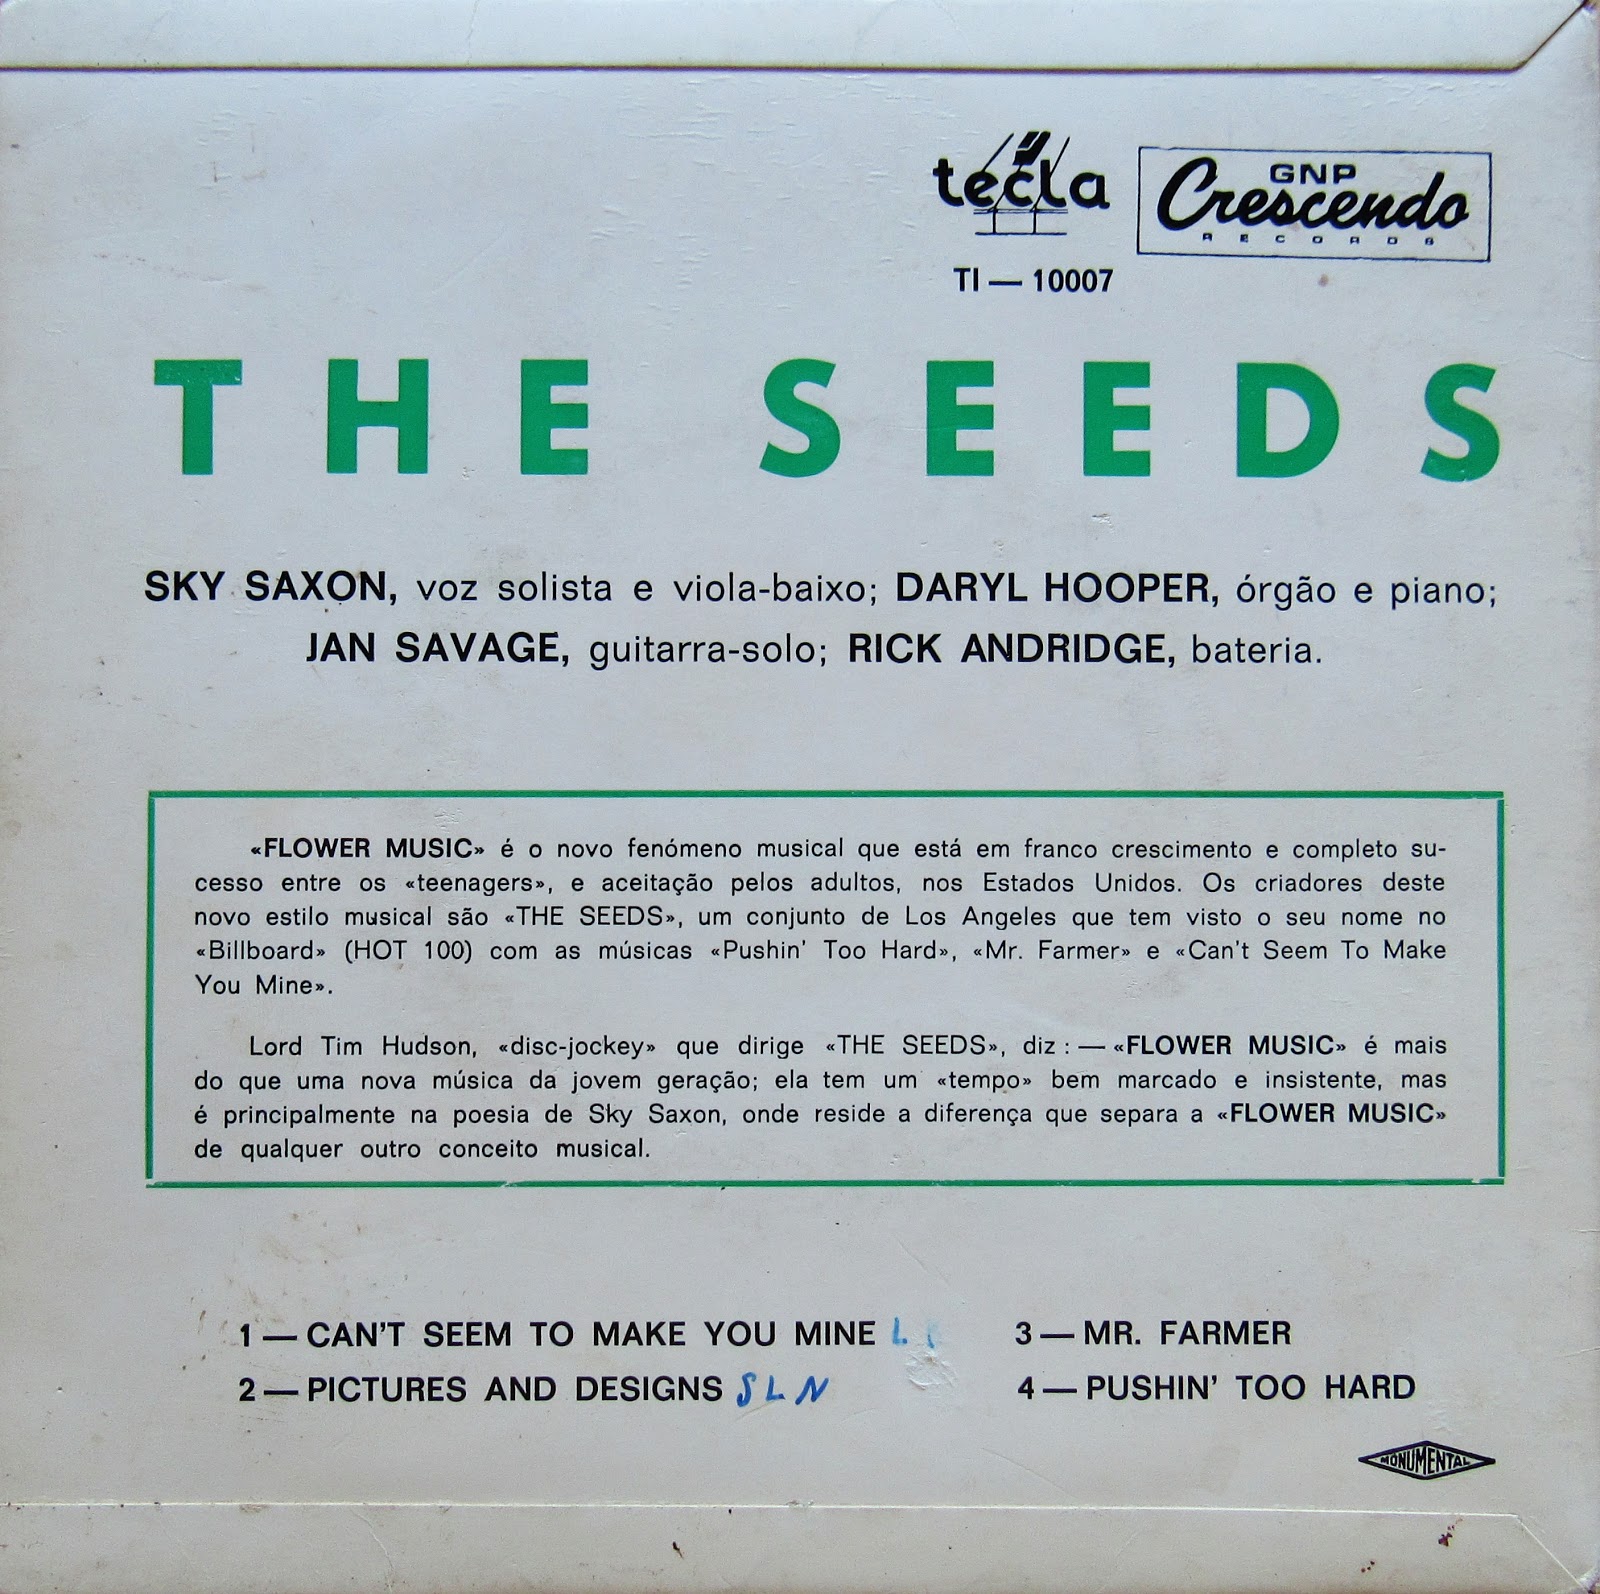 tecla
GNP
Crescendo
RECORDS
TI — 10007
THE SEEDS
SKY SAXON, voz solista e viola-baixo; DARYL HOOPER, órgão e piano;
JAN SAVAGE, guitarra-solo; RICK ANDRIDGE, bateria.
«FLOWER MUSIC» é o novo fenómeno musical que está em franco crescimento e completo su-
cesso entre os «teenagers», e aceitação pelos adultos, nos Estados Unidos. Os criadores deste
novo estilo musical são «THE SEEDS», um conjunto de Los Angeles que tem visto o seu nome no
«Billboard» (HOT 100) com as músicas «Pushin' Too Hard», «Mr. Farmer» e «Can't Seem To Make
You Mine».
Lord Tim Hudson, «disc-jockey» que dirige «THE SEEDS», diz : — «FLOWER MUSIC» é mais
do que uma nova música da jovem geração; ela tem um «tempo» bem marcado e insistente, mas
é principalmente na poesia de Sky Saxon, onde reside a diferença que separa a «FLOWER MUSIC»
de qualquer outro conceito musical.
1 — CAN'T SEEM TO MAKE YOU MINE L
2 — PICTURES AND DESIGNS SLN
3 — MR. FARMER
4 — PUSHIN' TOO HARD
MONUMENTAL